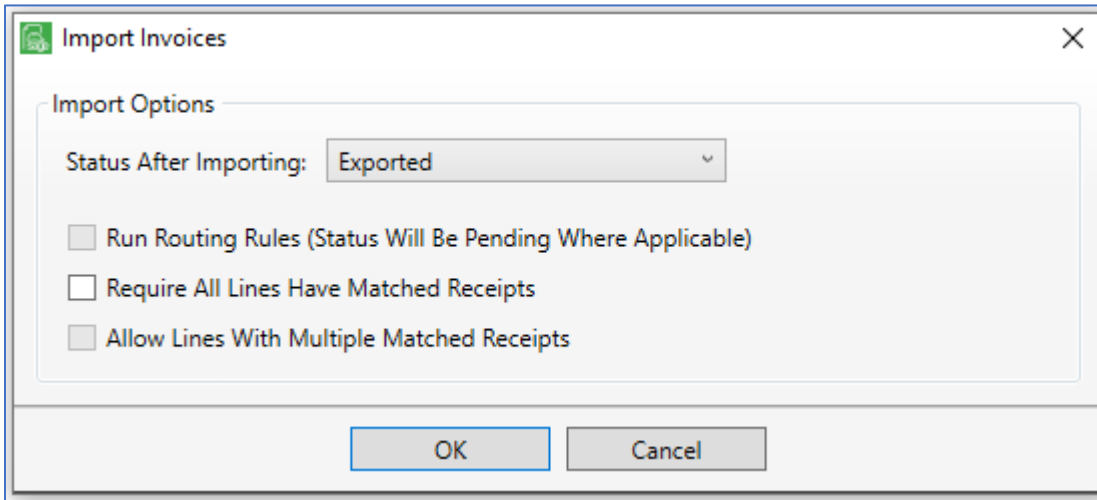 Import Invoices
Import Options
Status After Importing: Exported
Run Routing Rules (Status Will Be Pending Where Applicable)
Require All Lines Have Matched Receipts
Allow Lines With Multiple Matched Receipts
OK Cancel